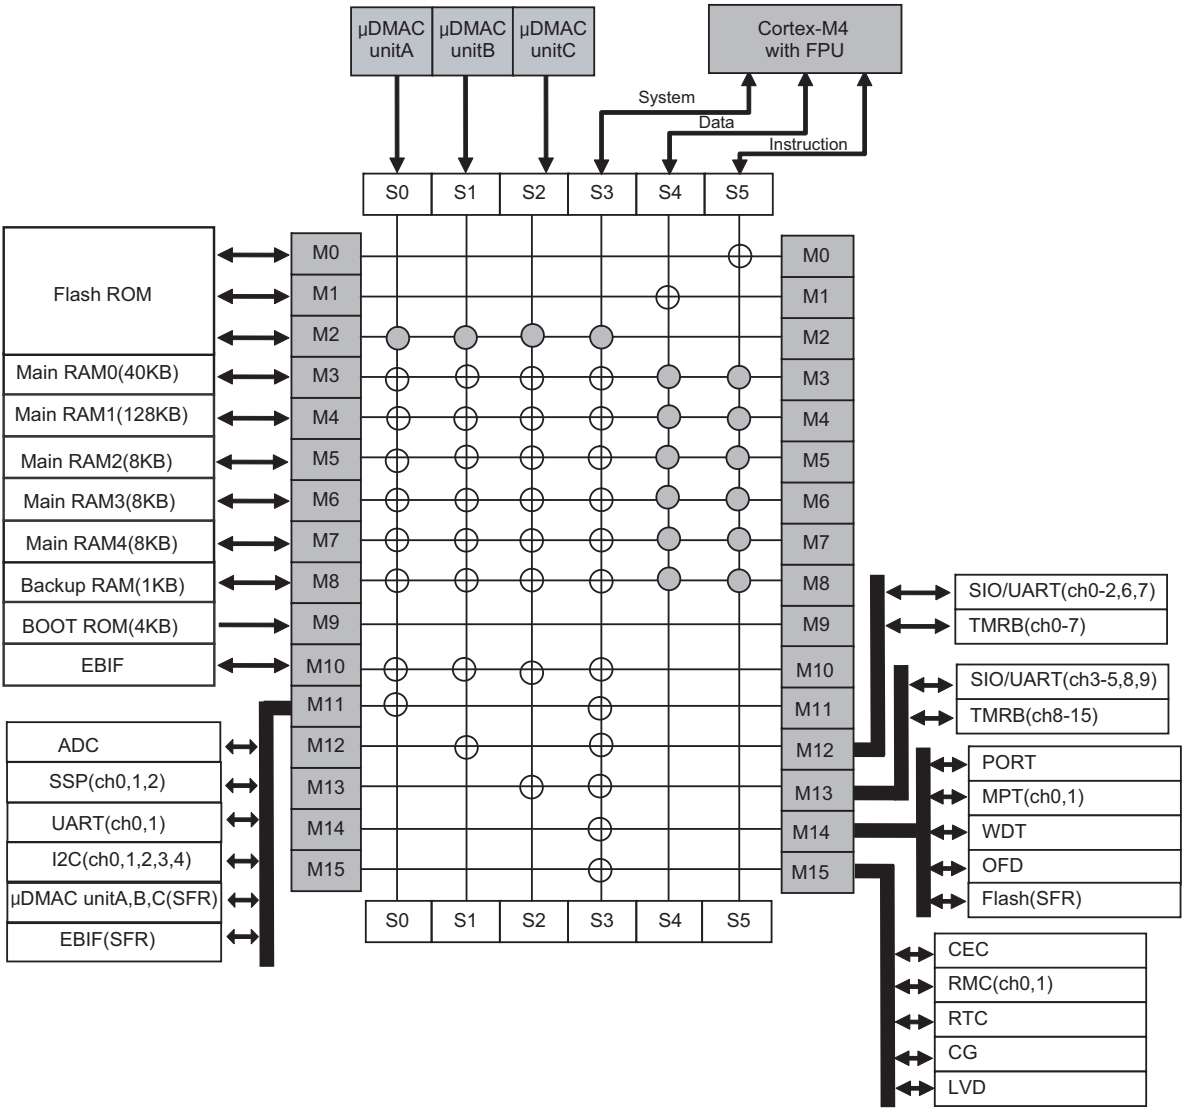 µDMAC
unitA
µDMAC
unitB
µDMAC
unitC
Cortex-M4
with FPU
System
Data
Instruction
S0
S1
S2
S3
S4
S5
Flash ROM
Main RAM0(40KB)
Main RAM1(128KB)
Main RAM2(8KB)
Main RAM3(8KB)
Main RAM4(8KB)
Backup RAM(1KB)
BOOT ROM(4KB)
EBIF
ADC
SSP(ch0,1,2)
UART(ch0,1)
I2C(ch0,1,2,3,4)
µDMAC unitA,B,C(SFR)
EBIF(SFR)
M0
M1
M2
M3
M4
M5
M6
M7
M8
M9
M10
M11
M12
M13
M14
M15
M0
M1
M2
M3
M4
M5
M6
M7
M8
M9
M10
M11
M12
M13
M14
M15
S0
S1
S2
S3
S4
S5
SIO/UART(ch0-2,6,7)
TMRB(ch0-7)
SIO/UART(ch3-5,8,9)
TMRB(ch8-15)
PORT
MPT(ch0,1)
WDT
OFD
Flash(SFR)
CEC
RMC(ch0,1)
RTC
CG
LVD